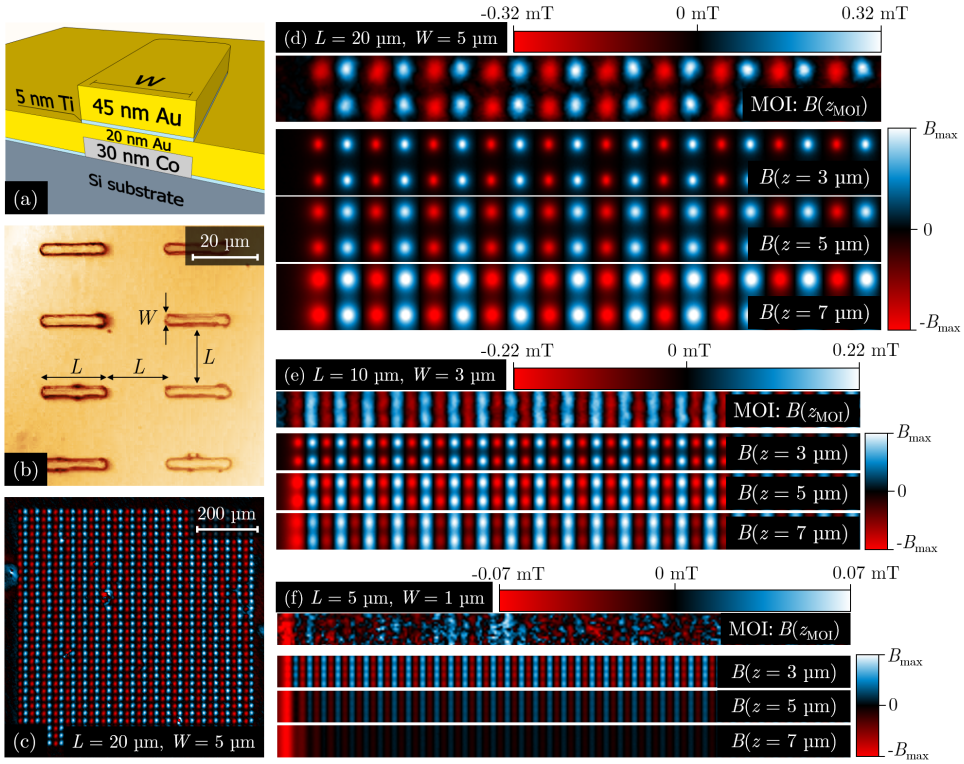 W
5 nm Ti
45 nm Au
20 nm Au
30 nm Co
Si substrate
(a)
20 µm
W
L
L
L
(b)
200 µm
(c)
L = 20 µm, W = 5 µm
-0.32 mT
0 mT
0.32 mT
(d) L = 20 µm, W = 5 µm
MOI: B(zMOI)
B(z = 3 µm)
B(z = 5 µm)
B(z = 7 µm)
Bmax
0
-Bmax
-0.22 mT
0 mT
0.22 mT
(e) L = 10 µm, W = 3 µm
MOI: B(zMOI)
B(z = 3 µm)
B(z = 5 µm)
B(z = 7 µm)
Bmax
0
-Bmax
-0.07 mT
0 mT
0.07 mT
(f) L = 5 µm, W = 1 µm
MOI: B(zMOI)
B(z = 3 µm)
B(z = 5 µm)
B(z = 7 µm)
Bmax
0
-Bmax